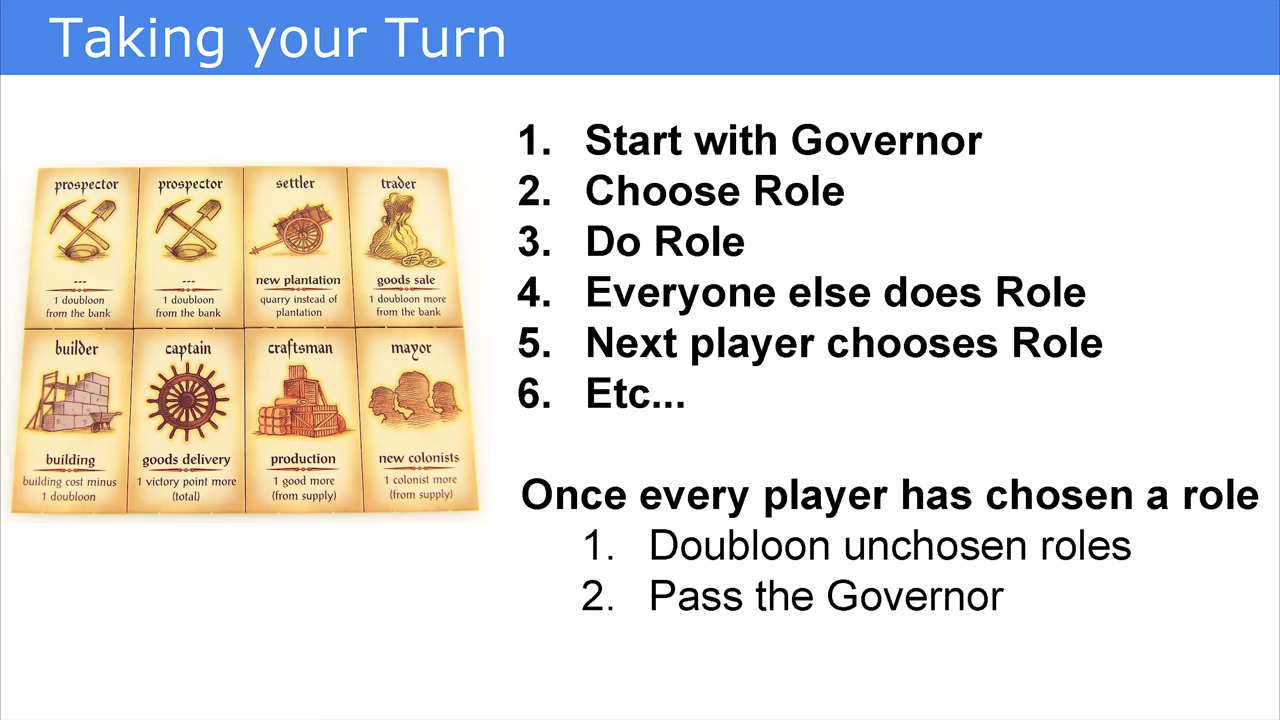 Taking your Turn
prospector
---
1 doubloon
from the bank
prospector
---
1 doubloon
from the bank
settler
new plantation
quarry instead of
plantation
trader
goods sale
1 doubloon more
from the bank
builder
building
building cost minus
1 doubloon
captain
goods delivery
1 victory point more
(total)
craftsman
production
1 good more
(from supply)
mayor
new colonists
1 colonist more
(from supply)
1. Start with Governor
2. Choose Role
3. Do Role
4. Everyone else does Role
5. Next player chooses Role
6. Etc...
Once every player has chosen a role
1. Doubloon unchosen roles
2. Pass the Governor